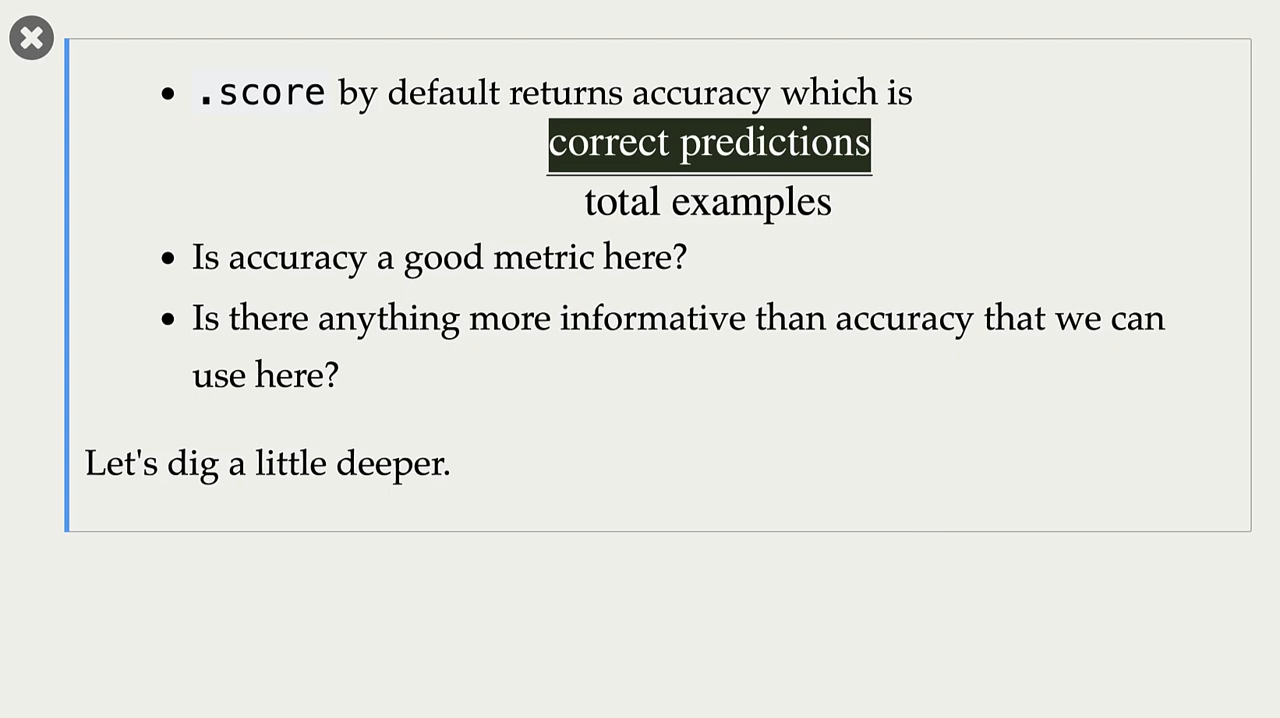 • .score by default returns accuracy which is
correct predictions
total examples
• Is accuracy a good metric here?
• Is there anything more informative than accuracy that we can
use here?
Let's dig a little deeper.